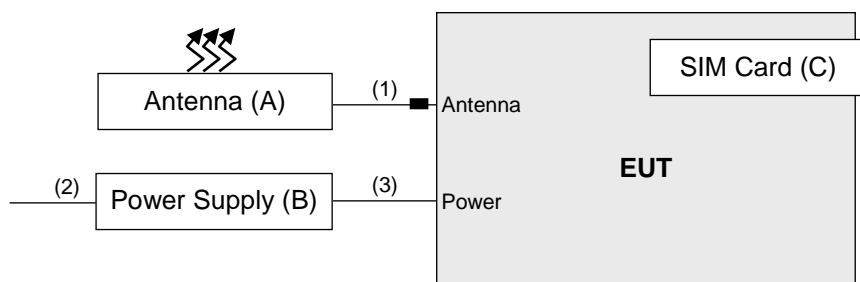 SIM Card (C)
Antenna (A)
(1)
Antenna
EUT
(2)
Power Supply (B)
(3)
Power